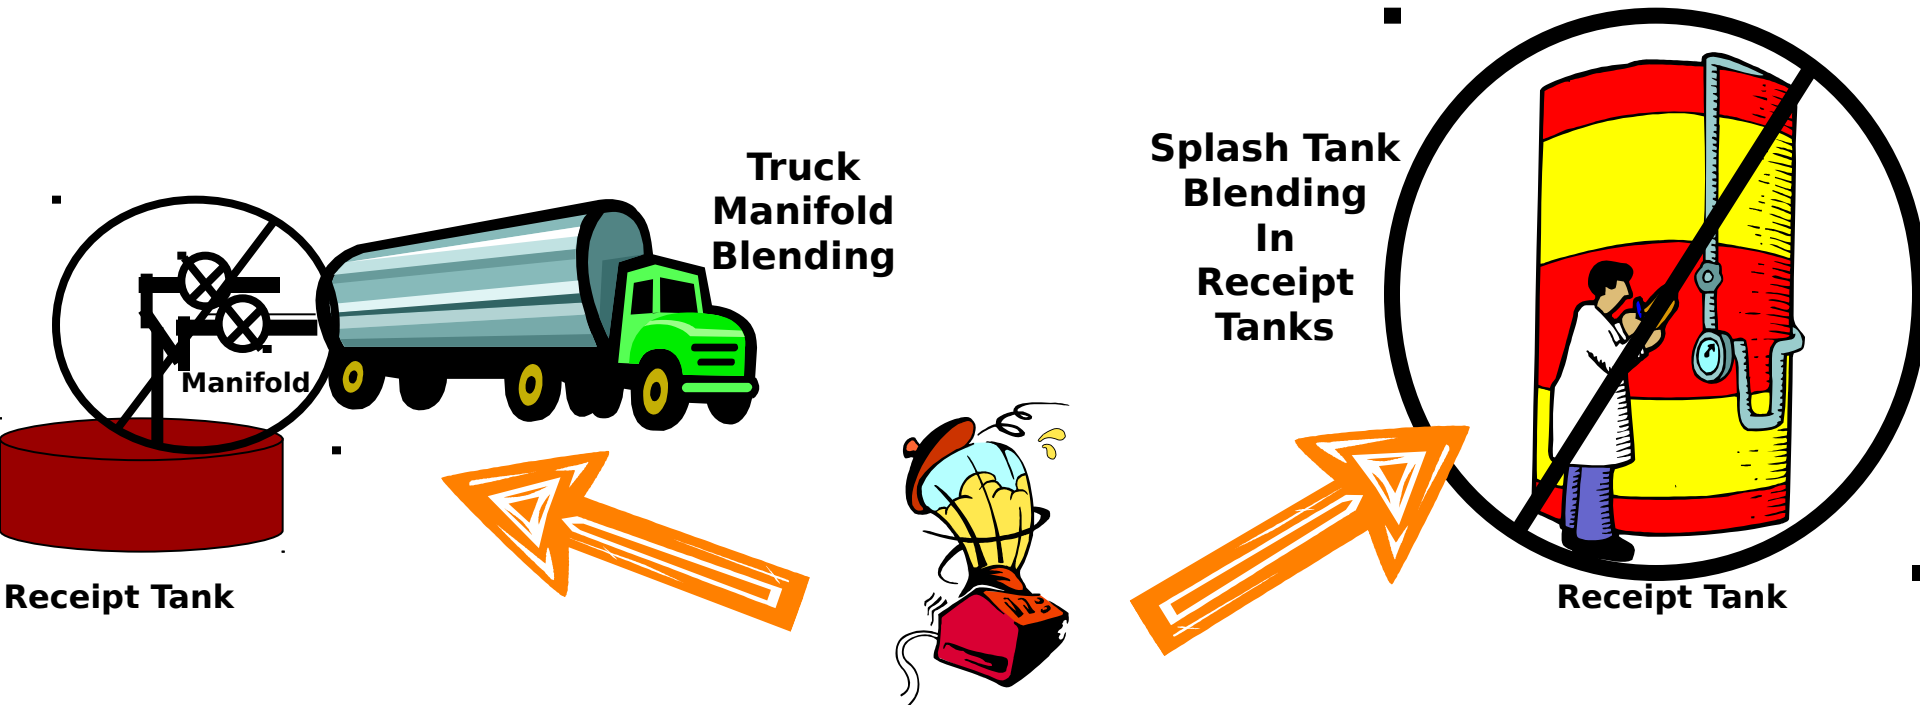 Truck
Manifold
Blending
Manifold
Receipt Tank
Splash Tank
Blending
In
Receipt
Tanks
Receipt Tank